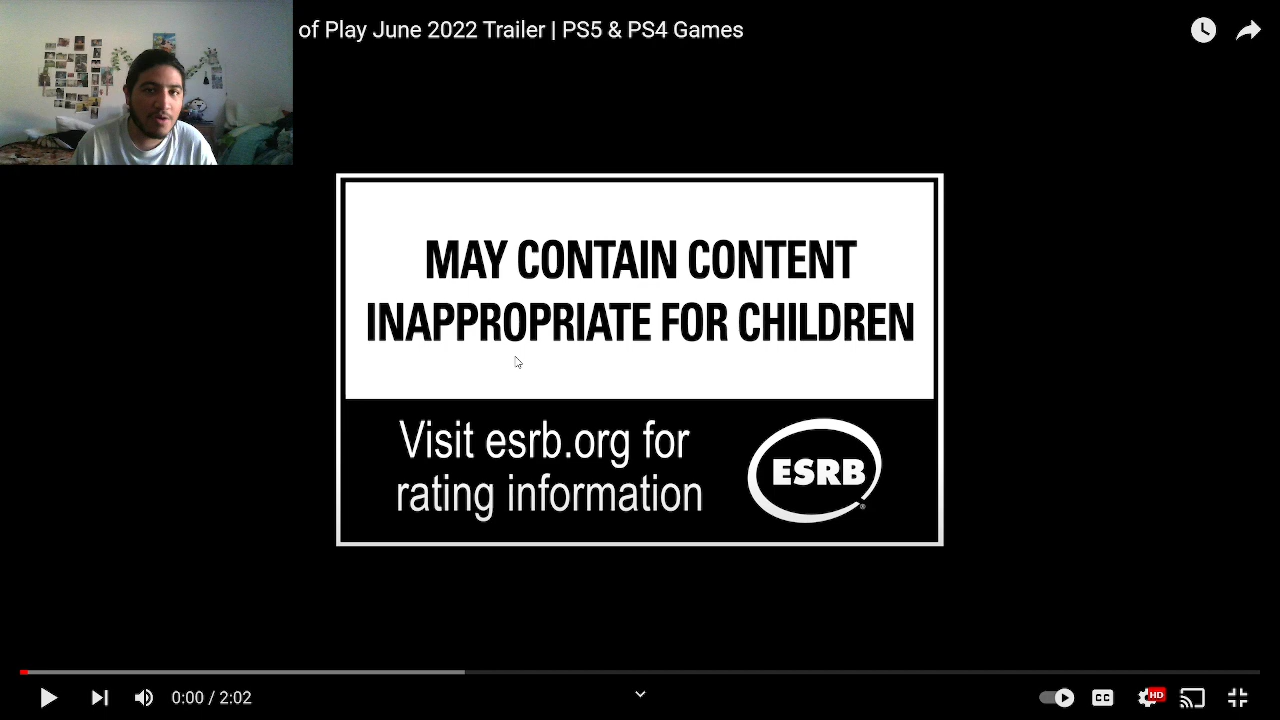 of Play June 2022 Trailer | PS5 & PS4 Games
MAY CONTAIN CONTENT
INAPPROPRIATE FOR CHILDREN
Visit esrb.org for
rating information
ESRB
®
0:00 / 2:02
CC
HD